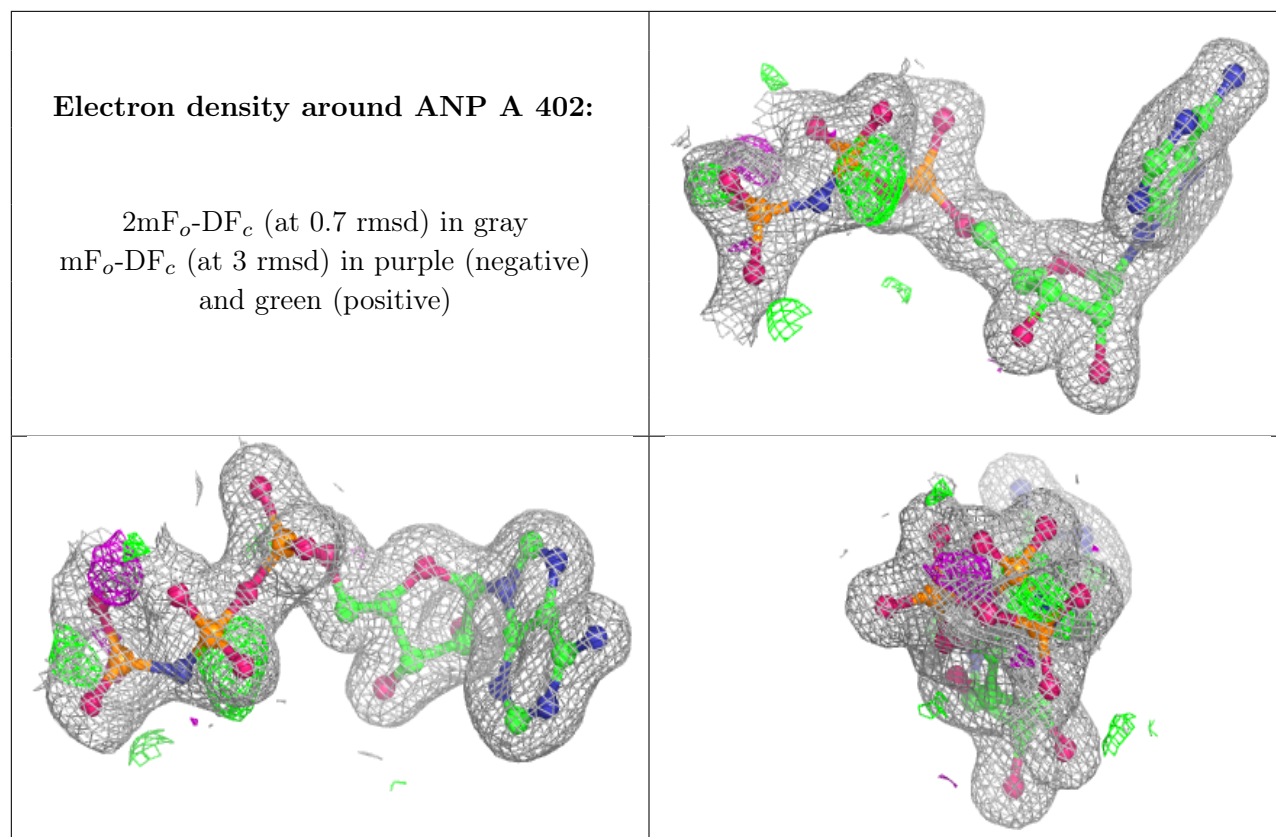 Electron density around ANP A 402:
2mFo-DFc (at 0.7 rmsd) in gray
mFo-DFc (at 3 rmsd) in purple (negative)
and green (positive)